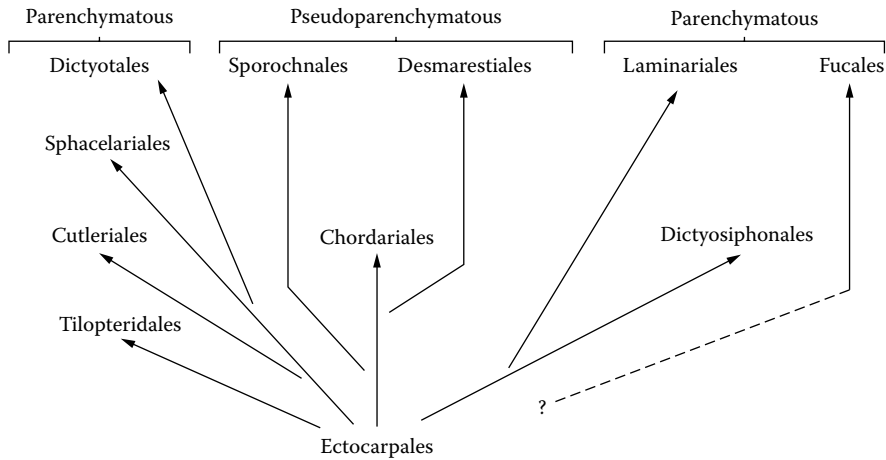 Parenchymatous Pseudoparenchymatous Parenchymatous
Dictyotales Sporochnales Desmarestiales Laminariales Fucales
Sphacelariales
Cutleriales Chordariales Dictyosiphonales
Tilopteridales
?
Ectocarpales